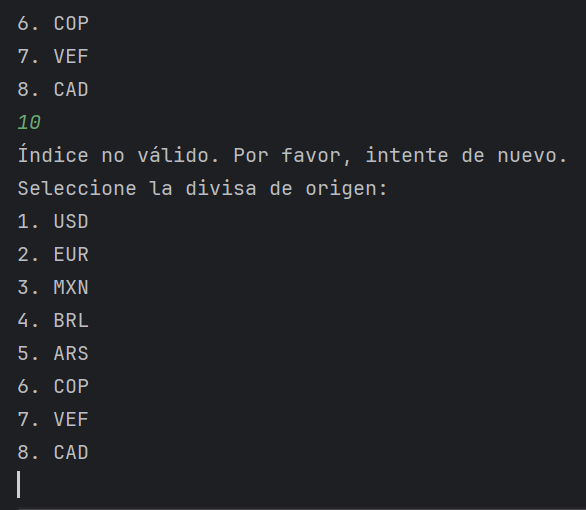 6. COP
7. VEF
8. CAD
10
Índice no válido. Por favor, intente de nuevo.
Seleccione la divisa de origen:
1. USD
2. EUR
3. MXN
4. BRL
5. ARS
6. COP
7. VEF
8. CAD